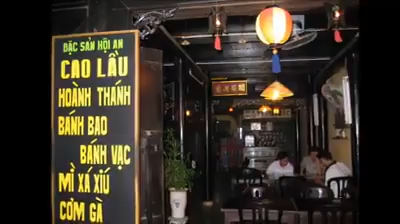 ĐẶC SẢN HỘI AN
CAO LẦU
HOÀNH THÁNH
BÁNH BAO
BÁNH VẠC
MÌ XÁ XÍU
CƠM GÀ